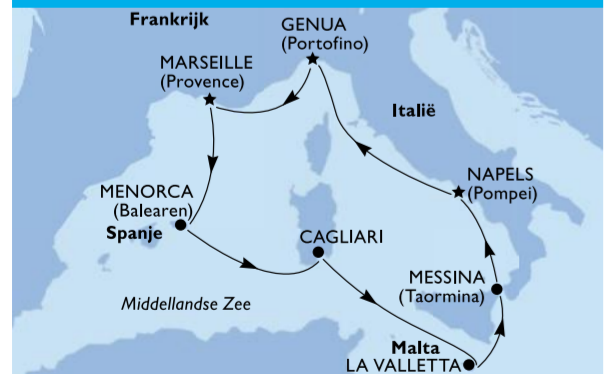 Frankrijk
GENUA
(Portofino)
MARSEILLE
(Provence)
Italië
NAPELS
(Pompei)
MENORCA
(Balearen)
Spanje
CAGLIARI
MESSINA
(Taormina)
Middellandse Zee
Malta
LA VALLETTA